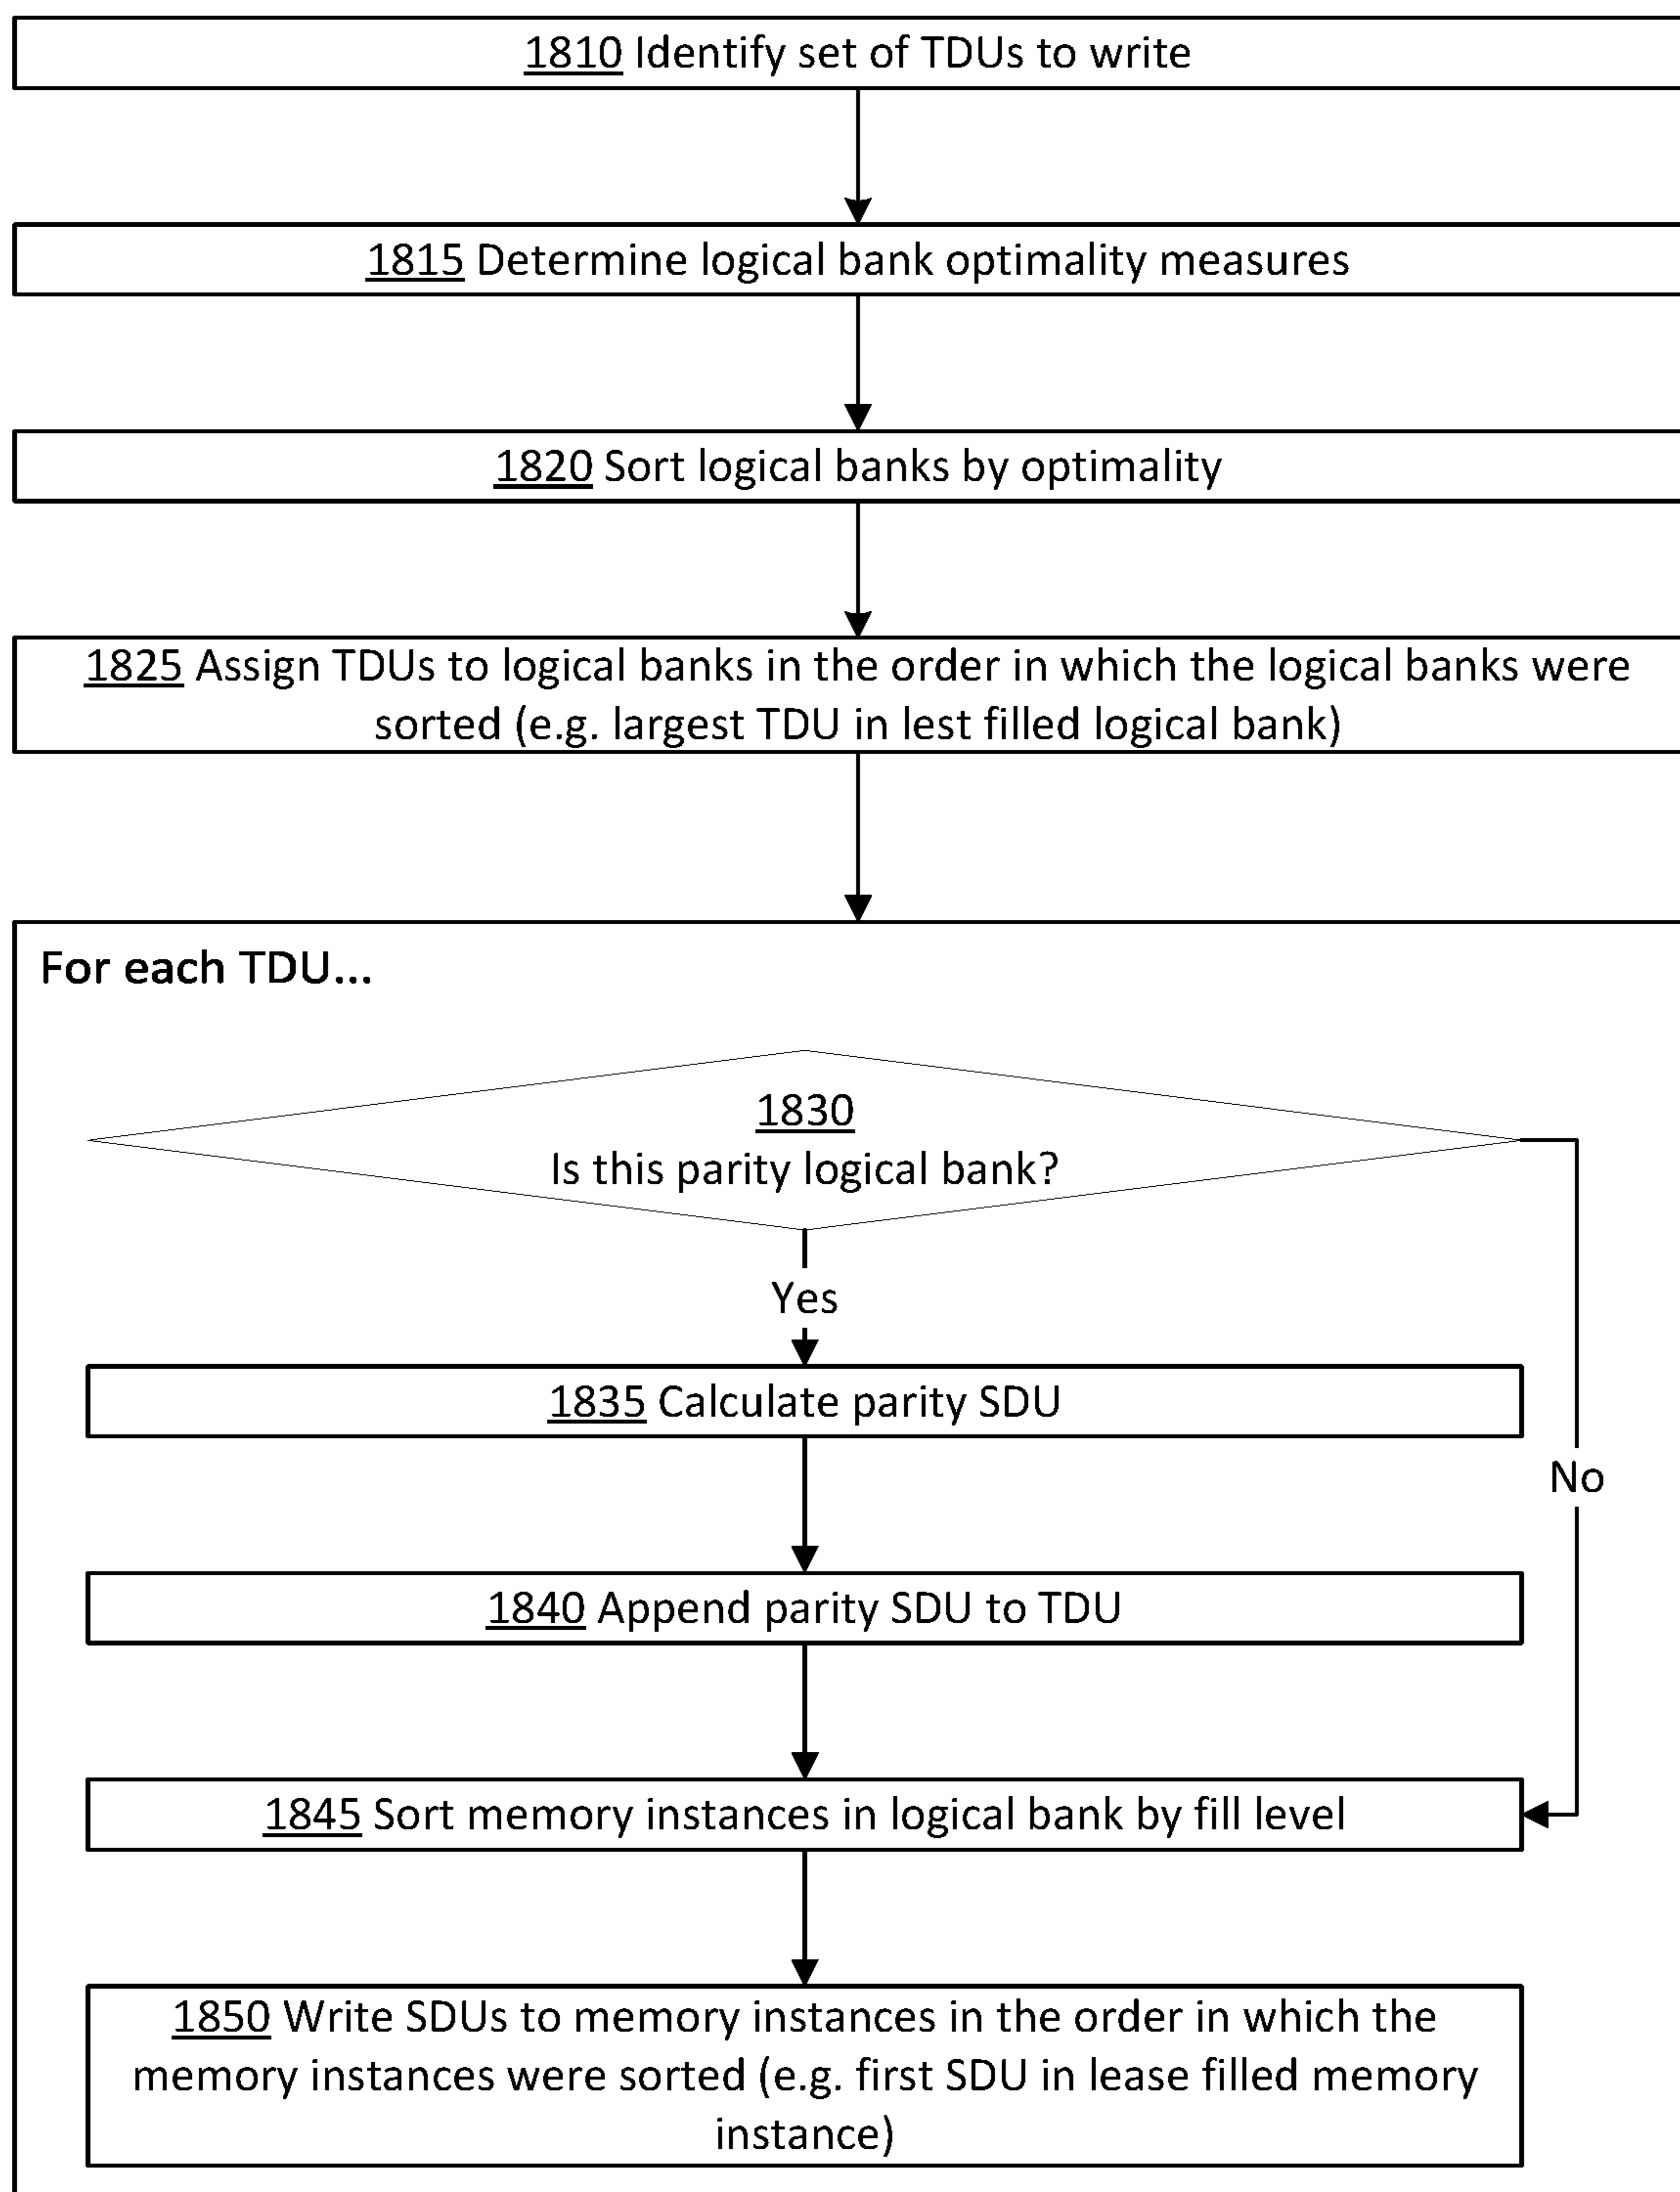 1810 Identify set of TDUs to write
1815 Determine logical bank optimality measures
1820 Sort logical banks by optimality
1825 Assign TDUs to logical banks in the order in which the logical banks were
sorted (e.g. largest TDU in lest filled logical bank)
For each TDU...
1830
Is this parity logical bank?
Yes
1835 Calculate parity SDU
No
1840 Append parity SDU to TDU
1845 Sort memory instances in logical bank by fill level
1850 Write SDUs to memory instances in the order in which the
memory instances were sorted (e.g. first SDU in lease filled memory
instance)